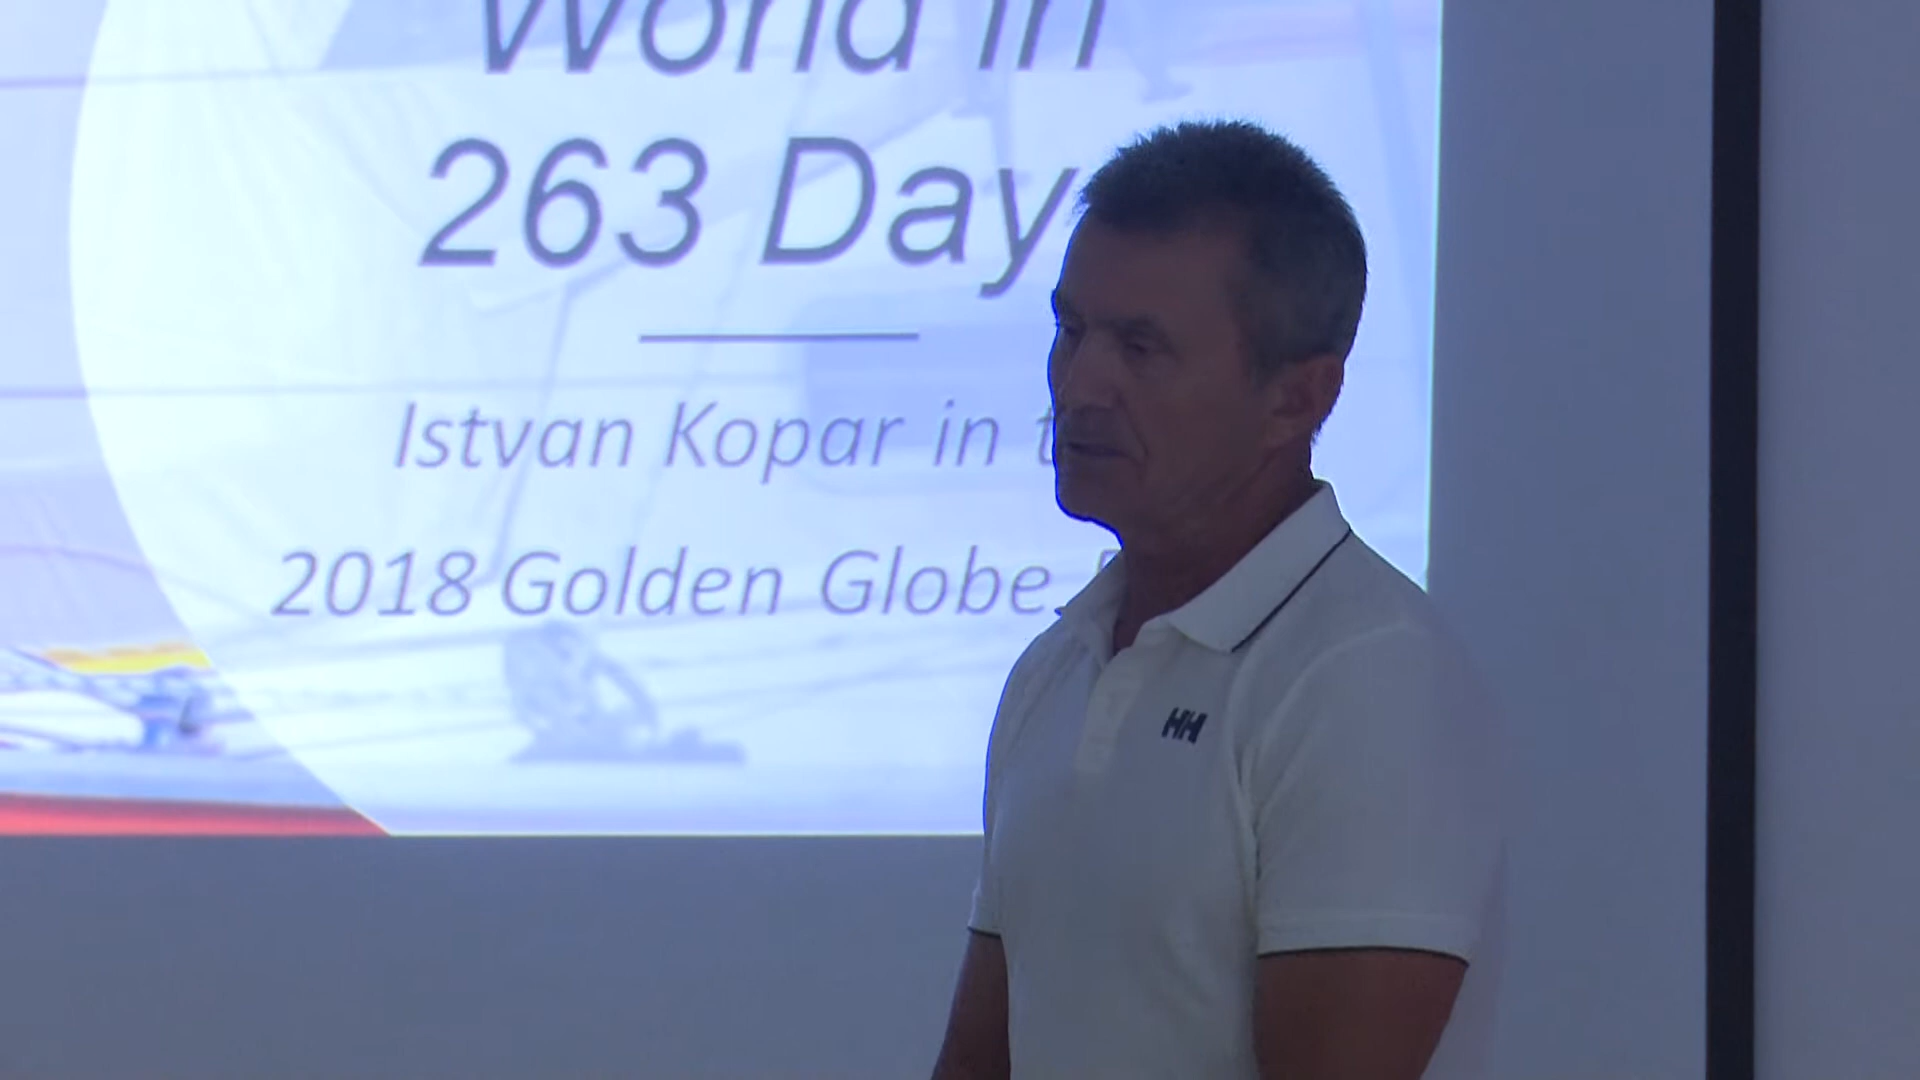 World in
263 Day
Istvan Kopar in t
2018 Golden Globe
HH